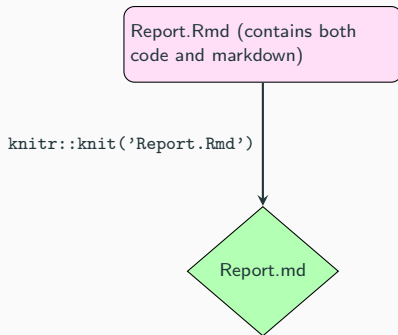 Report.Rmd (contains both
code and markdown)
knitr::knit('Report.Rmd')
Report.md